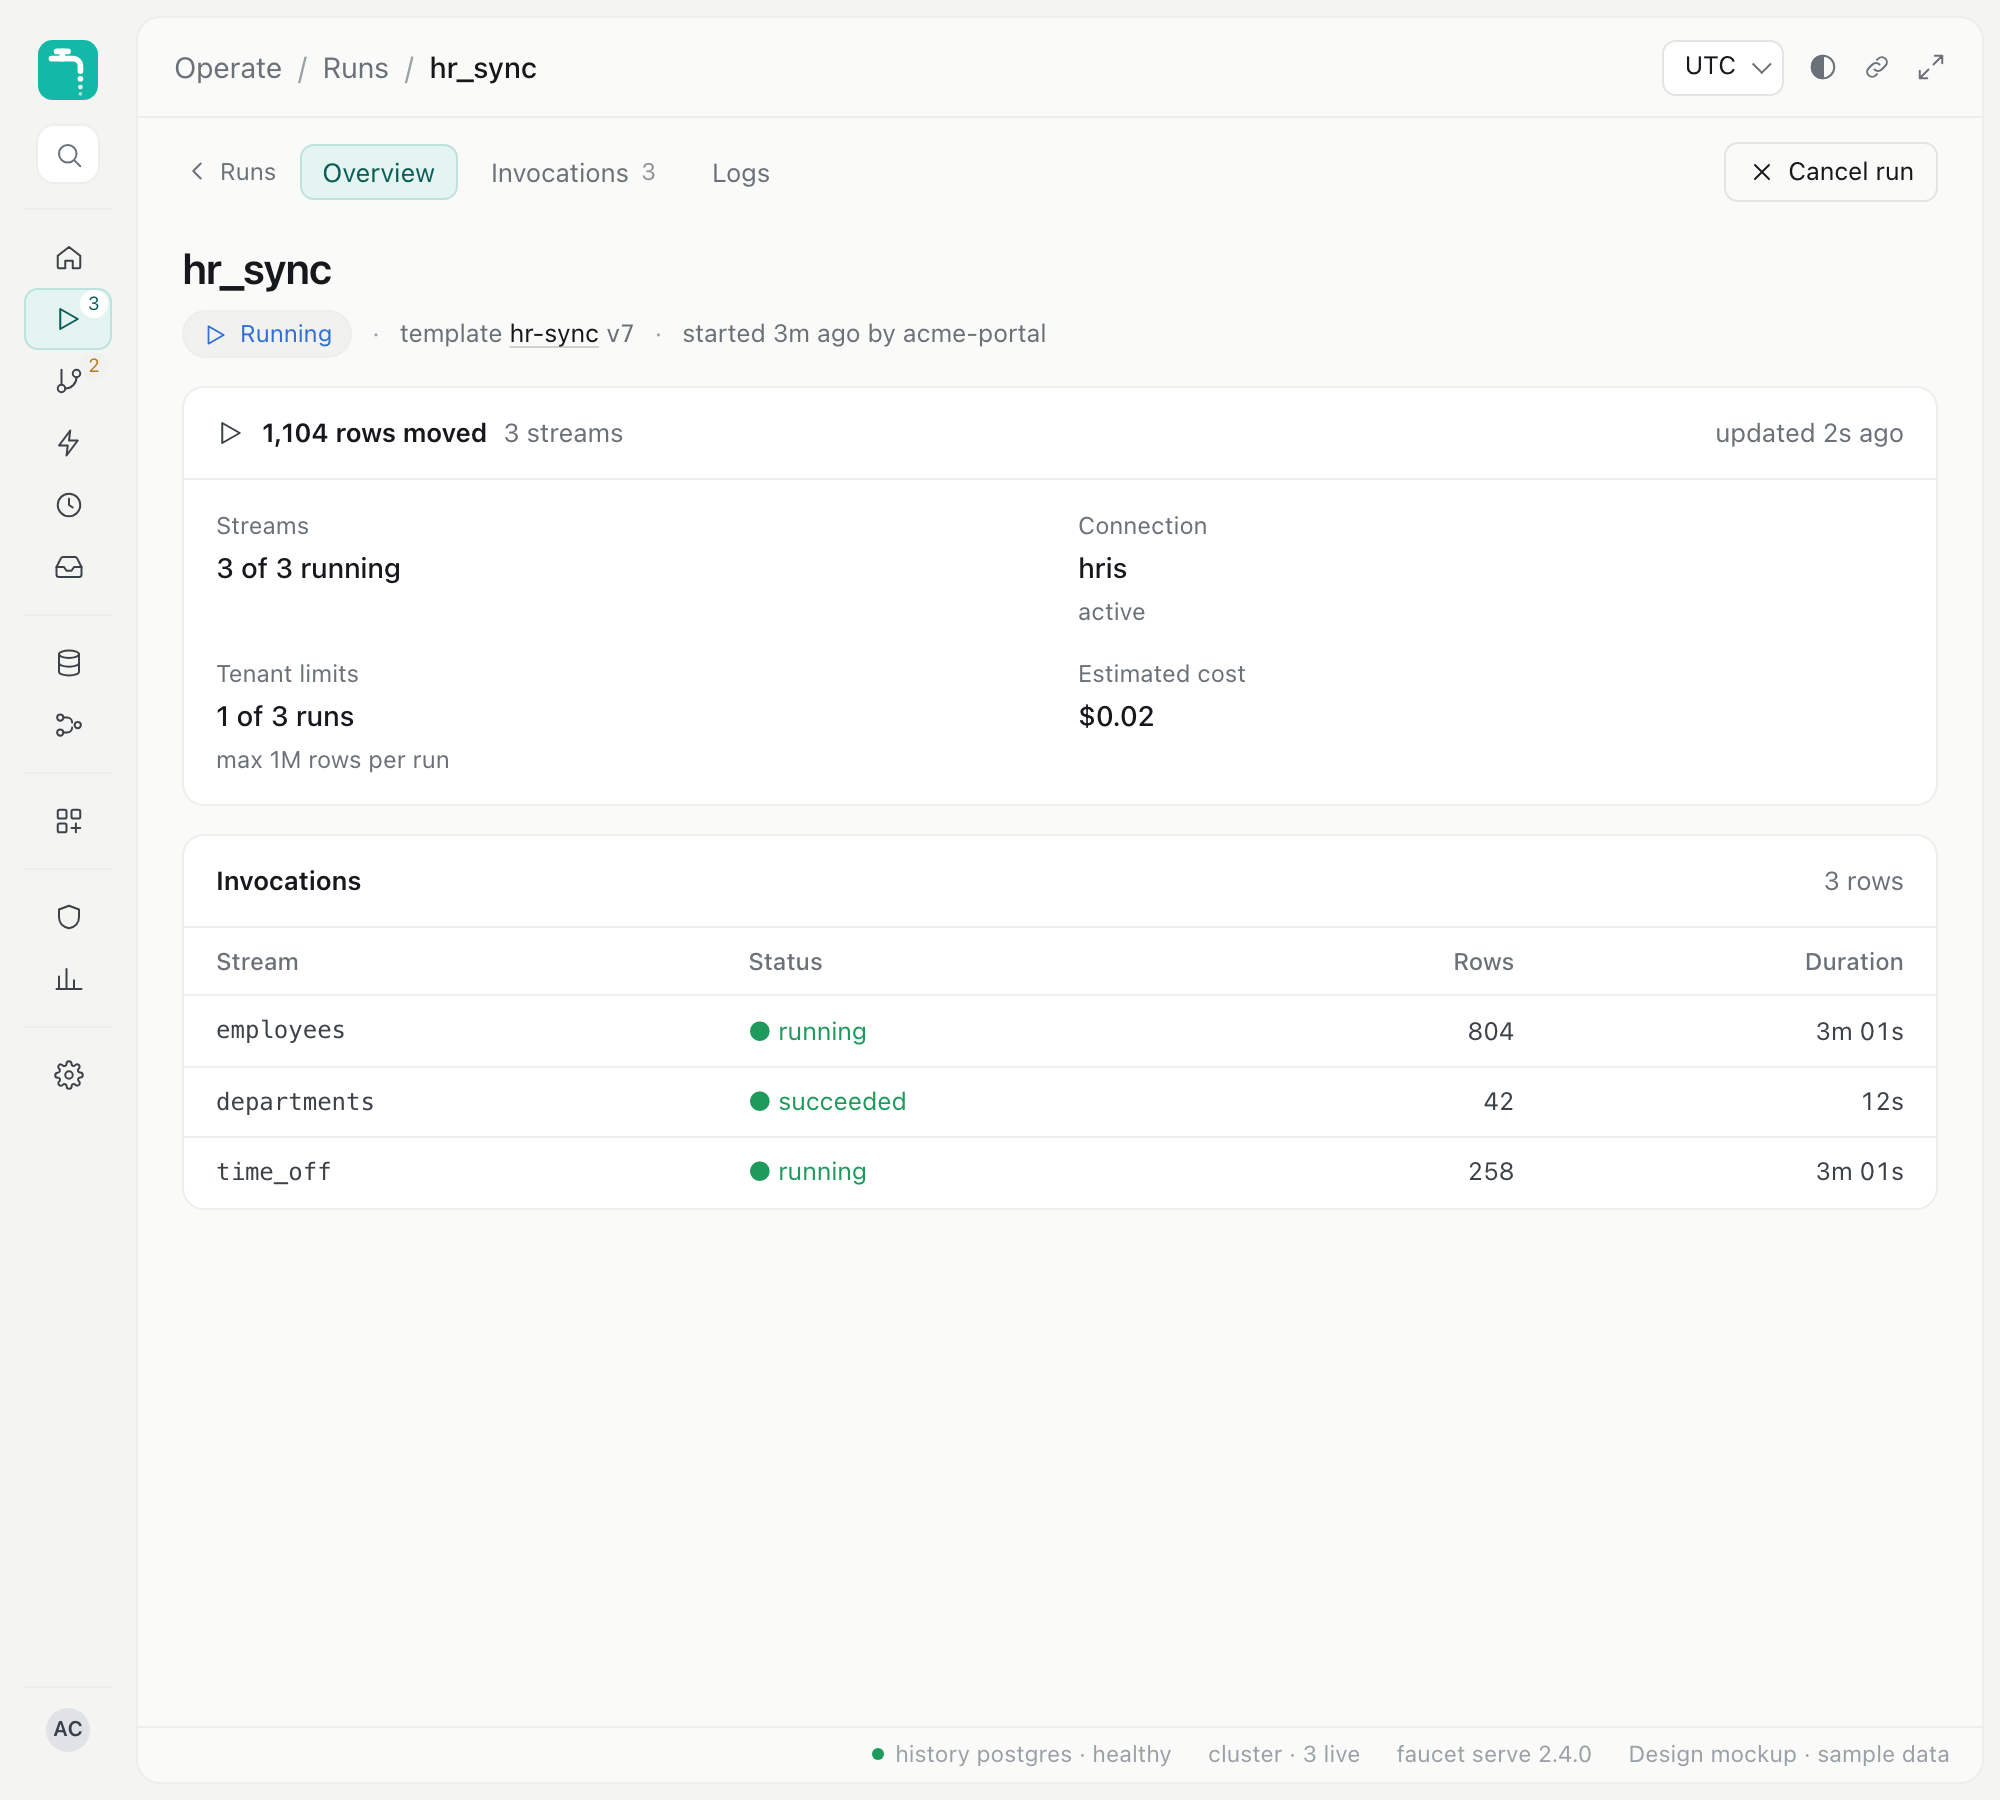 Operate / Runs / hr_sync
UTC
Runs
Overview
Invocations 3
Logs
Cancel run
3
2
hr_sync
Running · template hr-sync v7 · started 3m ago by acme-portal
1,104 rows moved 3 streams
updated 2s ago
Streams
3 of 3 running
Connection
hris
active
Tenant limits
1 of 3 runs
max 1M rows per run
Estimated cost
$0.02
Invocations
3 rows
Stream Status Rows Duration
employees running 804 3m 01s
departments succeeded 42 12s
time_off running 258 3m 01s
AC
history postgres · healthy cluster · 3 live faucet serve 2.4.0 Design mockup · sample data